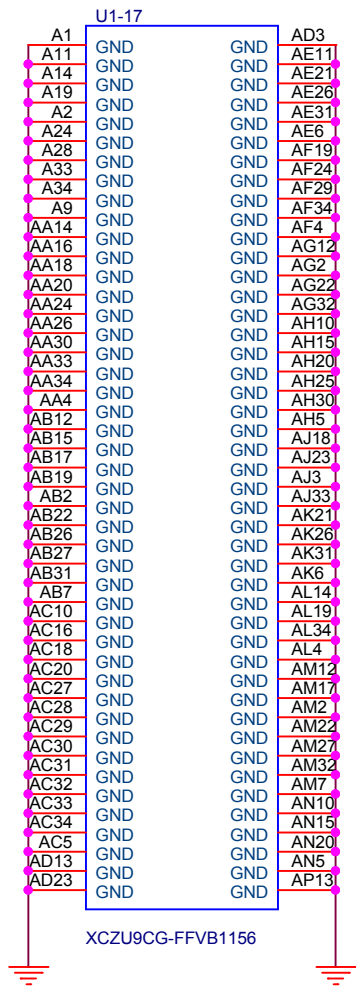 U1-17
A1 GND GND AD3
A11 GND GND AE11
A14 GND GND AE21
A19 GND GND AE26
A2 GND GND AE31
A24 GND GND AE6
A28 GND GND AF19
A33 GND GND AF24
A34 GND GND AF29
A9 GND GND AF34
AA14 GND GND AF4
AA16 GND GND AG12
AA18 GND GND AG2
AA20 GND GND AG22
AA24 GND GND AG32
AA26 GND GND AH10
AA30 GND GND AH15
AA33 GND GND AH20
AA34 GND GND AH25
AA4 GND GND AH30
AB12 GND GND AH5
AB15 GND GND AJ18
AB17 GND GND AJ23
AB19 GND GND AJ3
AB2 GND GND AJ33
AB22 GND GND AK21
AB26 GND GND AK26
AB27 GND GND AK31
AB31 GND GND AK6
AB7 GND GND AL14
AC10 GND GND AL19
AC16 GND GND AL34
AC18 GND GND AL4
AC20 GND GND AM12
AC27 GND GND AM17
AC28 GND GND AM2
AC29 GND GND AM22
AC30 GND GND AM27
AC31 GND GND AM32
AC32 GND GND AM7
AC33 GND GND AN10
AC34 GND GND AN15
AC5 GND GND AN20
AD13 GND GND AN5
AD23 GND GND AP13
XCZU9CG-FFVB1156